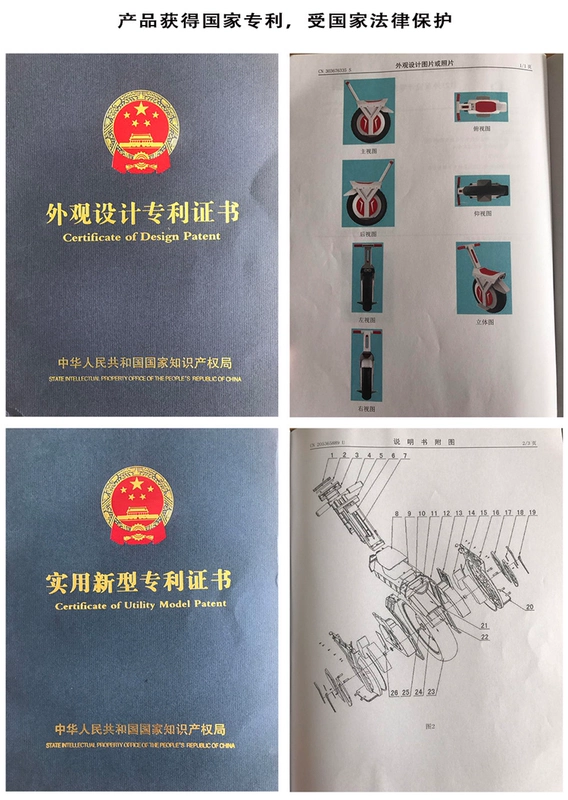 产品获得国家专利，受国家法律保护
外观设计专利证书
Certificate of Design Patent
中华人民共和国国家知识产权局
STATE INTELLECTUAL PROPERTY OFFICE OF THE PEOPLE'S REPUBLIC OF CHINA
外观设计图片或照片
1/1 页
主视图
俯视图
后视图
仰视图
左视图
立体图
右视图
实用新型专利证书
Certificate of Utility Model Patent
中华人民共和国国家知识产权局
STATE INTELLECTUAL PROPERTY OFFICE OF THE PEOPLE'S REPUBLIC OF CHINA
说明书附图
2/3 页
1 2 3 4 5 6 7
8 9 10 11 12 13 14 15 16 17 18 19
20
21
22
26 25 24 23
图2